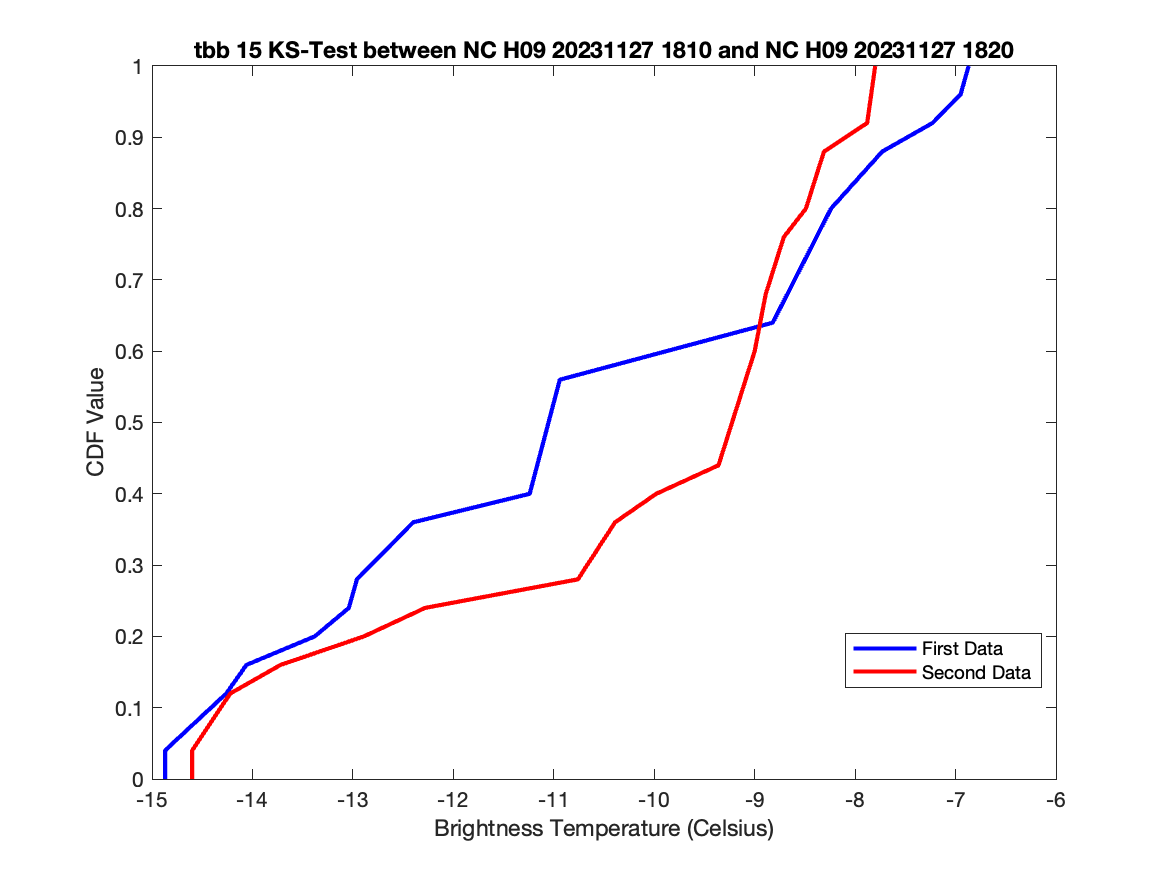 tbb 15 KS-Test between NC H09 20231127 1810 and NC H09 20231127 1820
1
0.9
0.8
0.7
0.6
0.5
0.4
0.3
0.2
0.1
0
CDF Value
First Data
Second Data
-15 -14 -13 -12 -11 -10 -9 -8 -7 -6
Brightness Temperature (Celsius)